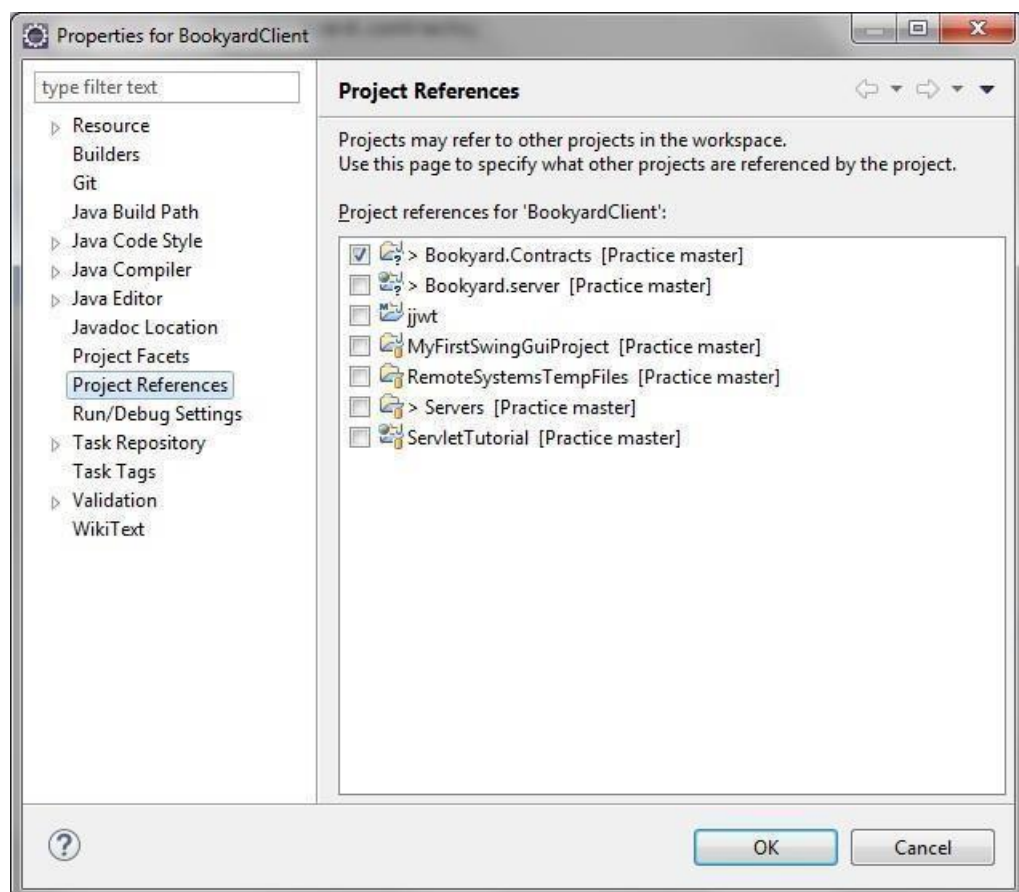 Properties for BookyardClient
type filter text
Resource
Builders
Git
Java Build Path
Java Code Style
Java Compiler
Java Editor
Javadoc Location
Project Facets
Project References
Run/Debug Settings
Task Repository
Task Tags
Validation
WikiText
Project References
Projects may refer to other projects in the workspace.
Use this page to specify what other projects are referenced by the project.
Project references for 'BookyardClient':
> Bookyard.Contracts [Practice master]
> Bookyard.server [Practice master]
jjwt
MyFirstSwingGuiProject [Practice master]
RemoteSystemsTempFiles [Practice master]
> Servers [Practice master]
ServletTutorial [Practice master]
OK
Cancel